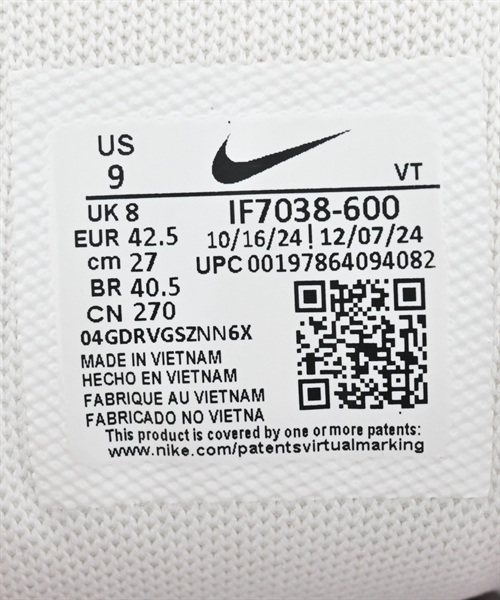 US
9
VT
UK 8
IF7038-600
EUR 42.5
10/16/24 | 12/07/24
cm 27
UPC 00197864094082
BR 40.5
CN 270
04GDRVGSZNN6X
MADE IN VIETNAM
HECHO EN VIETNAM
FABRIQUE AU VIETNAM
FABRICADO NO VIETNA
This product is covered by one or more patents:
www.nike.com/patentsvirtualmarking